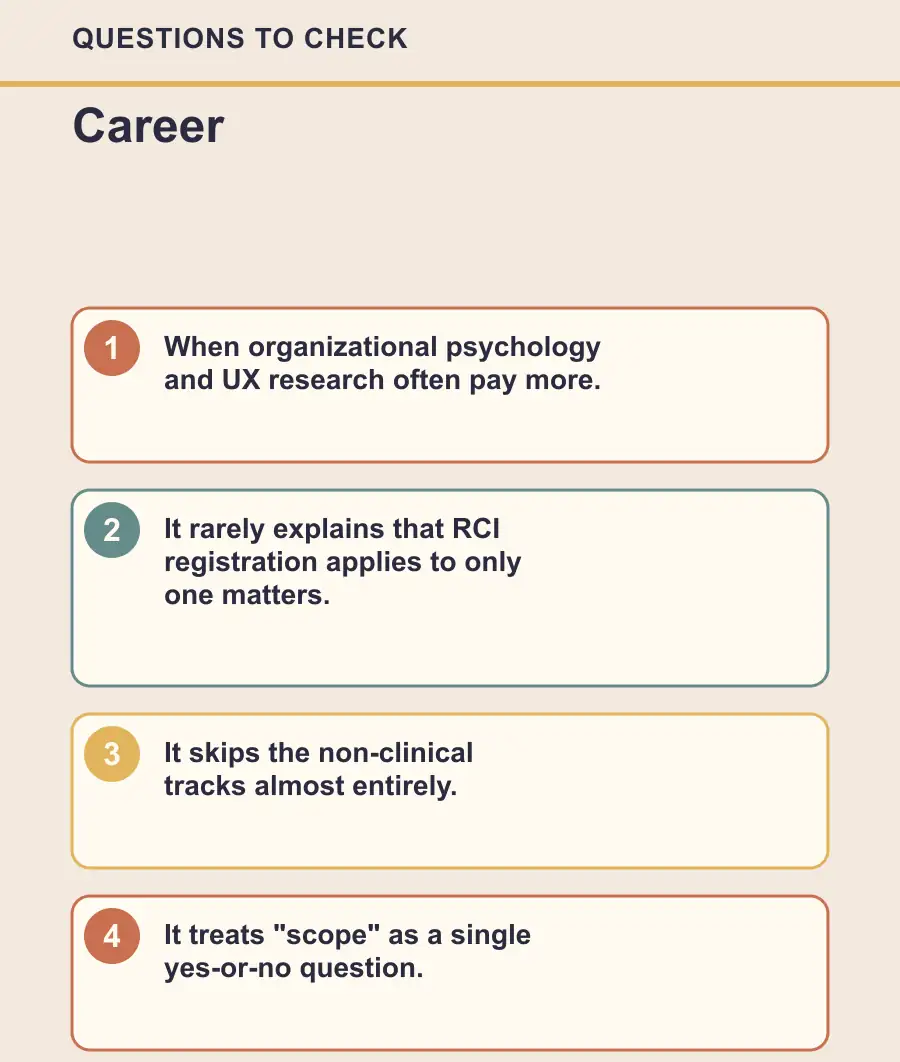 QUESTIONS TO CHECK
Career
1
When organizational psychology
and UX research often pay more.
2
It rarely explains that RCI
registration applies to only
one matters.
3
It skips the non-clinical
tracks almost entirely.
4
It treats "scope" as a single
yes-or-no question.